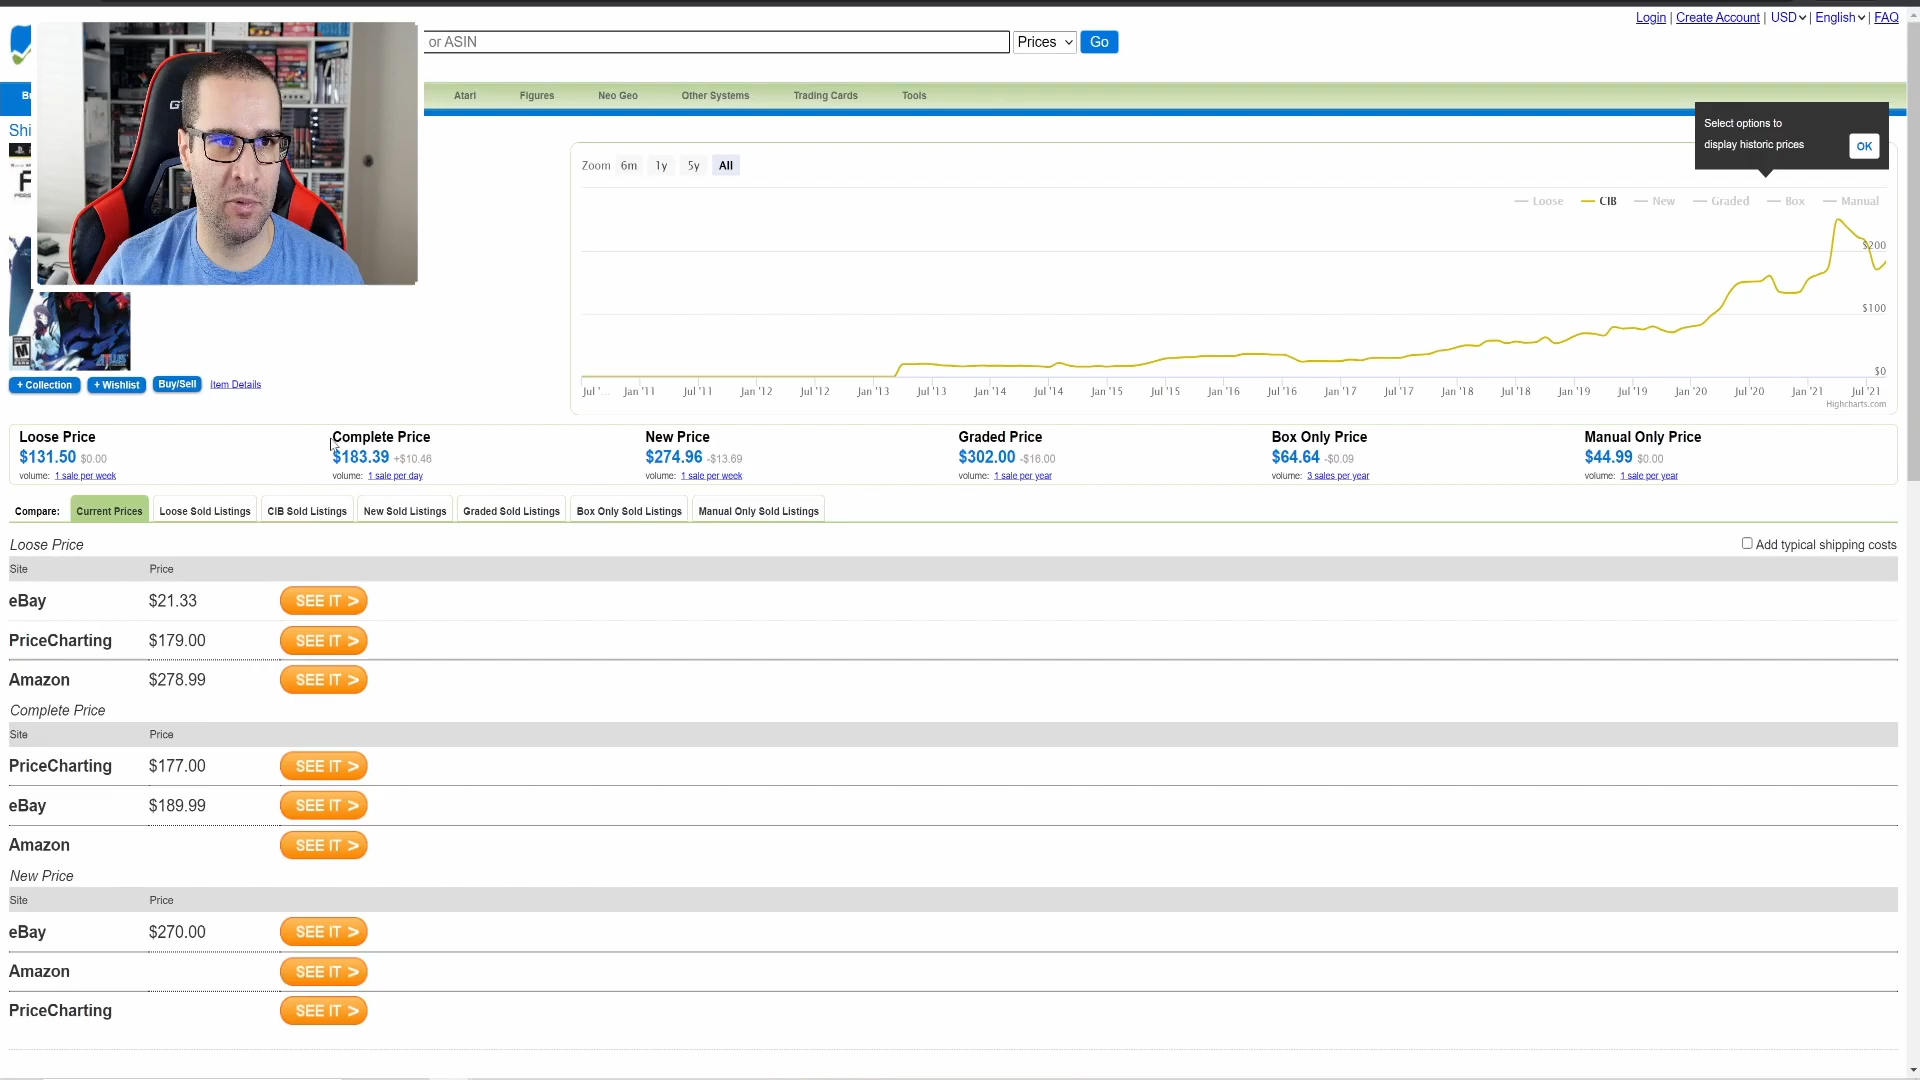 Login | Create Account | USD | English | FAQ
or ASIN
Prices
Go
Atari
Figures
Neo Geo
Other Systems
Trading Cards
Tools
Select options to
display historic prices
OK
Shi
Zoom 6m 1y 5y All
Loose CIB New Graded Box Manual
$200
$100
$0
Jul '... Jan '11 Jul '11 Jan '12 Jul '12 Jan '13 Jul '13 Jan '14 Jul '14 Jan '15 Jul '15 Jan '16 Jul '16 Jan '17 Jul '17 Jan '18 Jul '18 Jan '19 Jul '19 Jan '20 Jul '20 Jan '21 Jul '21
Highcharts.com
M
ATLUS
+ Collection + Wishlist Buy/Sell Item Details
Loose Price
$131.50 $0.00
volume: 1 sale per week
Complete Price
$183.39 +$10.46
volume: 1 sale per day
New Price
$274.96 -$13.69
volume: 1 sale per week
Graded Price
$302.00 -$16.00
volume: 1 sale per year
Box Only Price
$64.64 -$0.09
volume: 3 sales per year
Manual Only Price
$44.99 $0.00
volume: 1 sale per year
Compare: Current Prices Loose Sold Listings CIB Sold Listings New Sold Listings Graded Sold Listings Box Only Sold Listings Manual Only Sold Listings
Loose Price
Add typical shipping costs
Site Price
eBay $21.33 SEE IT >
PriceCharting $179.00 SEE IT >
Amazon $278.99 SEE IT >
Complete Price
Site Price
PriceCharting $177.00 SEE IT >
eBay $189.99 SEE IT >
Amazon SEE IT >
New Price
Site Price
eBay $270.00 SEE IT >
Amazon SEE IT >
PriceCharting SEE IT >